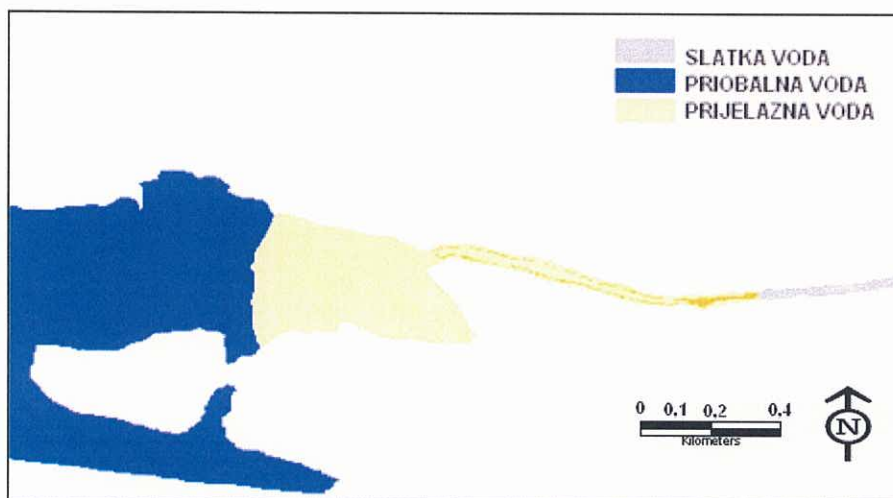 SLATKA VODA
PRIOBALNA VODA
PRIJELAZNA VODA
0 0,1 0,2 0,4
Kilometers
N